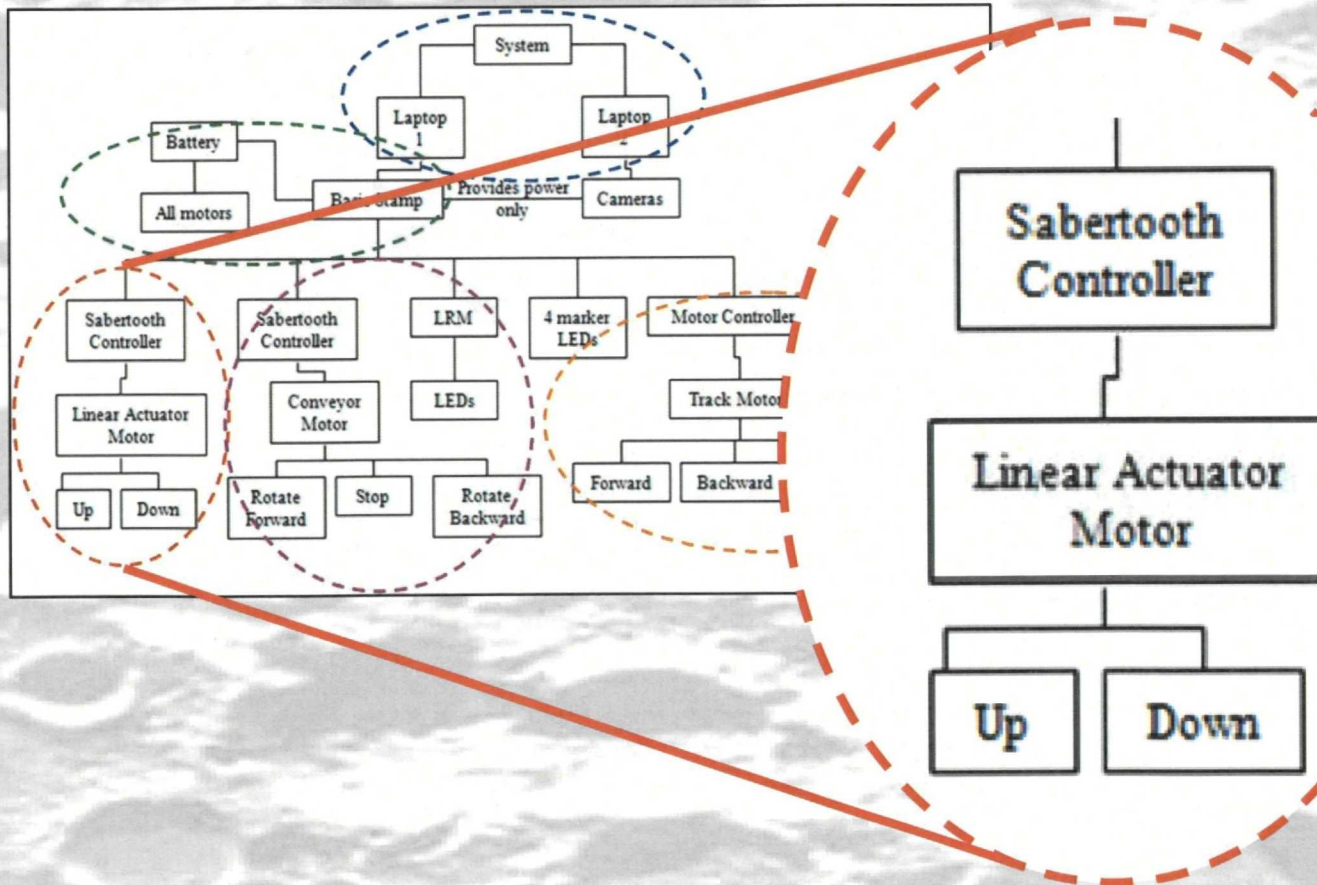 System
Laptop
1
Laptop
2
Battery
All motors
Basic Stamp
Provides power
only
Cameras
Sabertooth
Controller
Sabertooth
Controller
LRM
4 marker
LEDs
Motor Controller
Linear Actuator
Motor
Conveyor
Motor
LEDs
Track Motor
Up
Down
Rotate
Forward
Stop
Rotate
Backward
Forward
Backward
Sabertooth
Controller
Linear Actuator
Motor
Up
Down